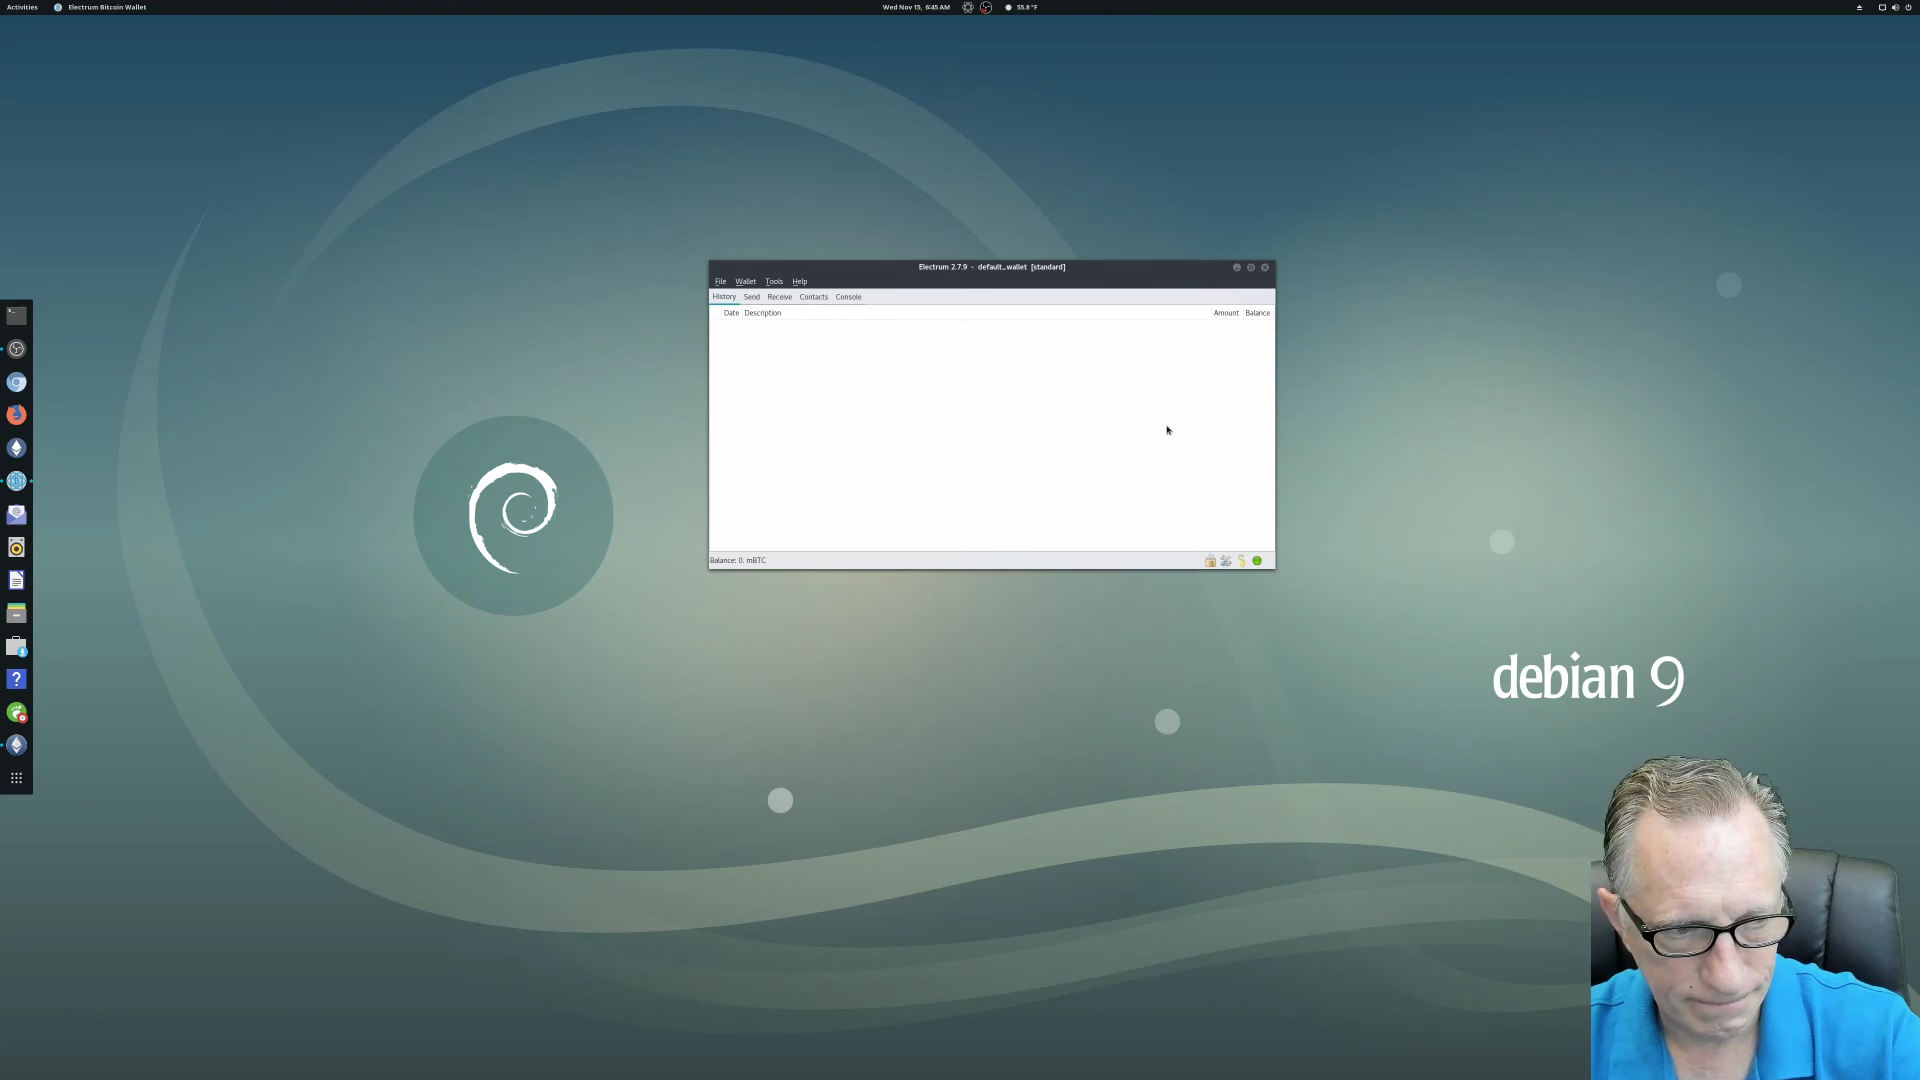 Activities Electrum Bitcoin Wallet Wed Nov 15, 6:45 AM 55.8 °F
Electrum 2.7.9 - default_wallet [standard]
File Wallet Tools Help
History Send Receive Contacts Console
Date Description Amount Balance
Balance: 0. mBTC
debian 9